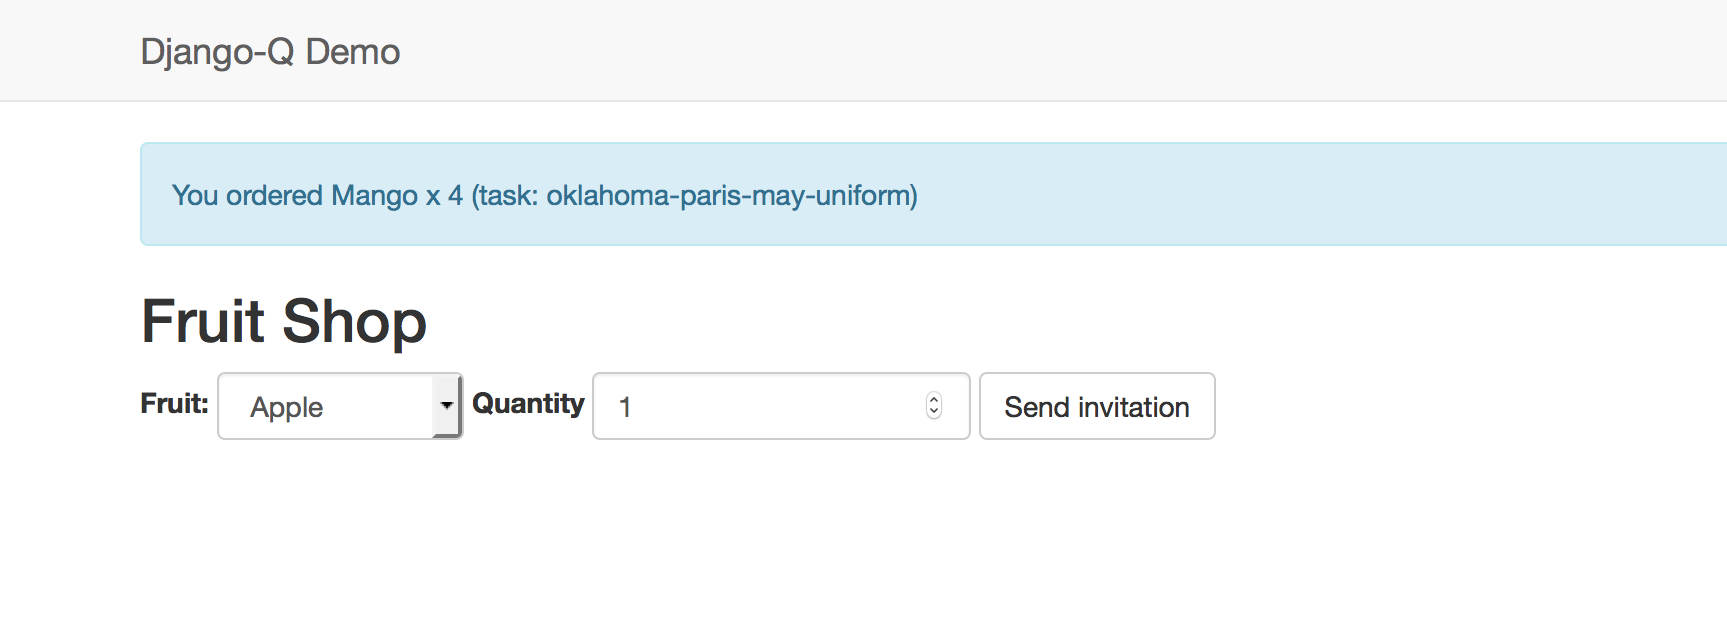 Django-Q Demo
You ordered Mango x 4 (task: oklahoma-paris-may-uniform)
Fruit Shop
Fruit: Apple Quantity 1 Send invitation